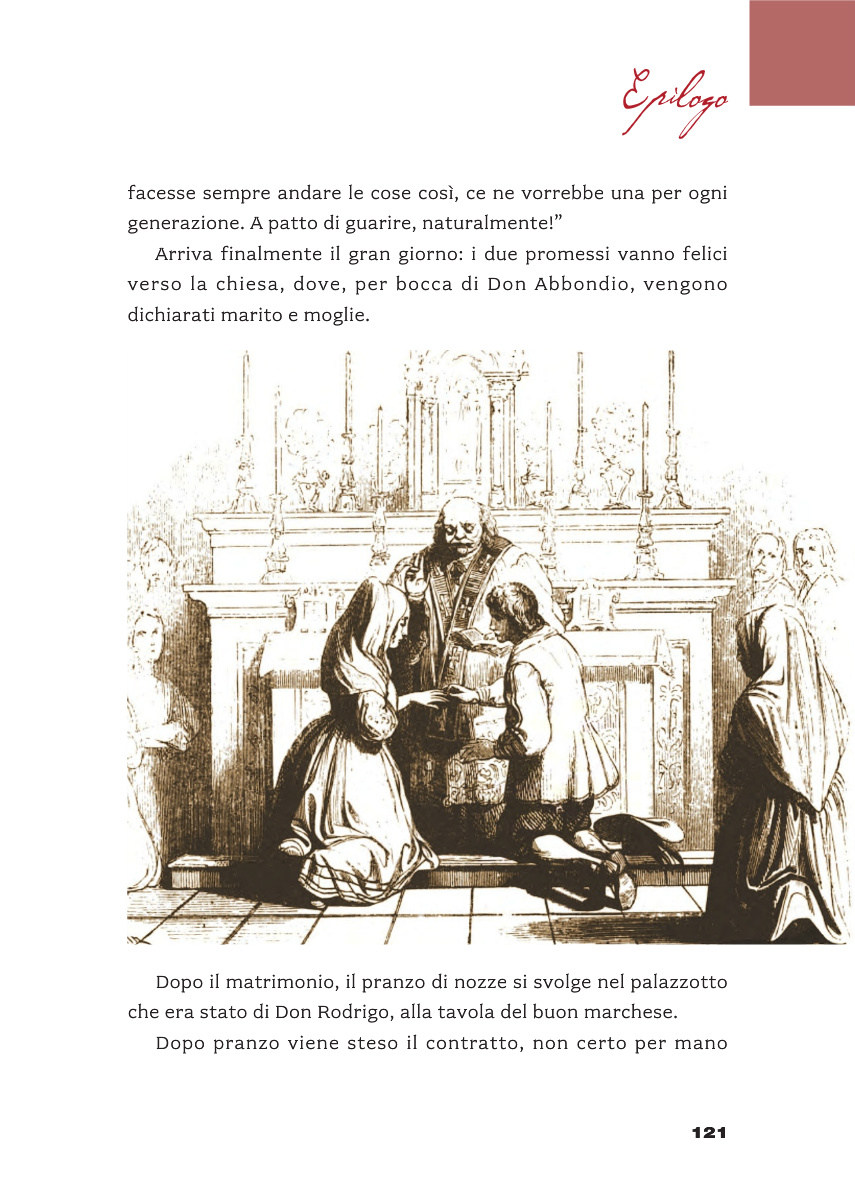 Epilogo
facesse sempre andare le cose così, ce ne vorrebbe una per ogni
generazione. A patto di guarire, naturalmente!”
Arriva finalmente il gran giorno: i due promessi vanno felici
verso la chiesa, dove, per bocca di Don Abbondio, vengono
dichiarati marito e moglie.
Dopo il matrimonio, il pranzo di nozze si svolge nel palazzotto
che era stato di Don Rodrigo, alla tavola del buon marchese.
Dopo pranzo viene steso il contratto, non certo per mano
121